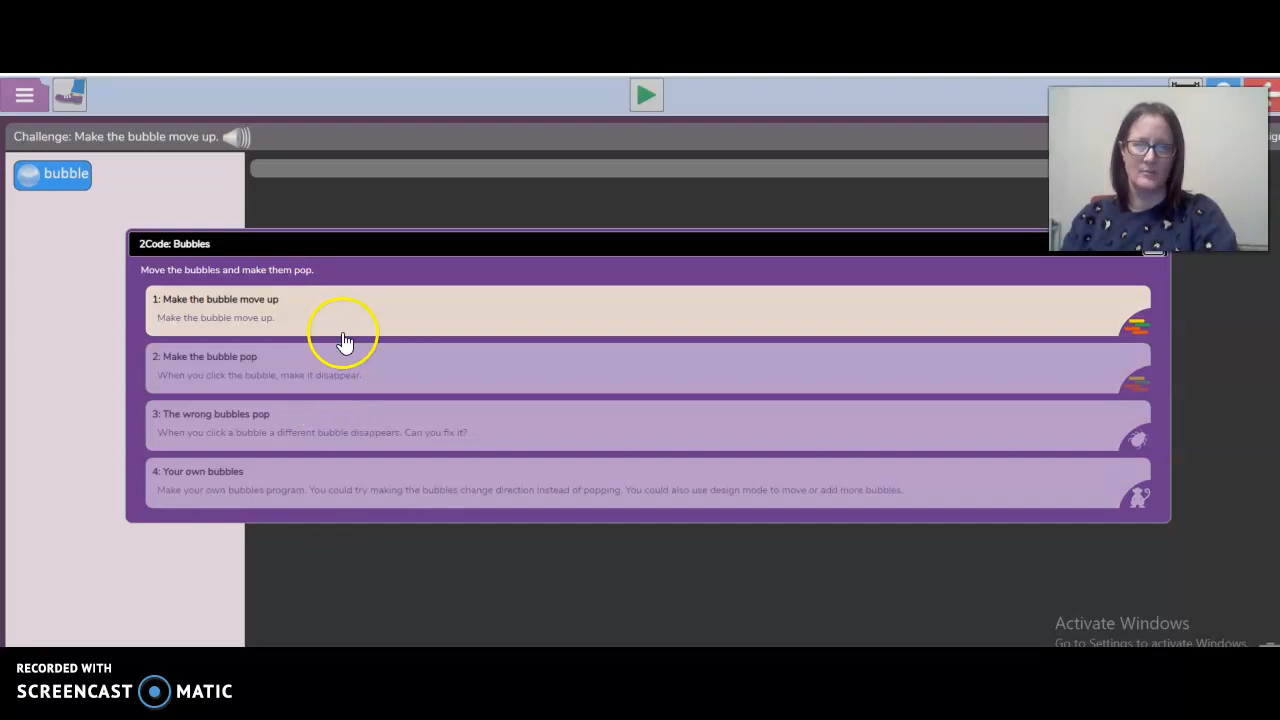 Challenge: Make the bubble move up.
bubble
2Code: Bubbles
Move the bubbles and make them pop.
1: Make the bubble move up
Make the bubble move up.
2: Make the bubble pop
When you click the bubble, make it disappear.
3: The wrong bubbles pop
When you click a bubble a different bubble disappears. Can you fix it?
4: Your own bubbles
Make your own bubbles program. You could try making the bubbles change direction instead of popping. You could also use design mode to move or add more bubbles.
Activate Windows
Go to Settings to activate Windows.
RECORDED WITH
SCREENCAST MATIC